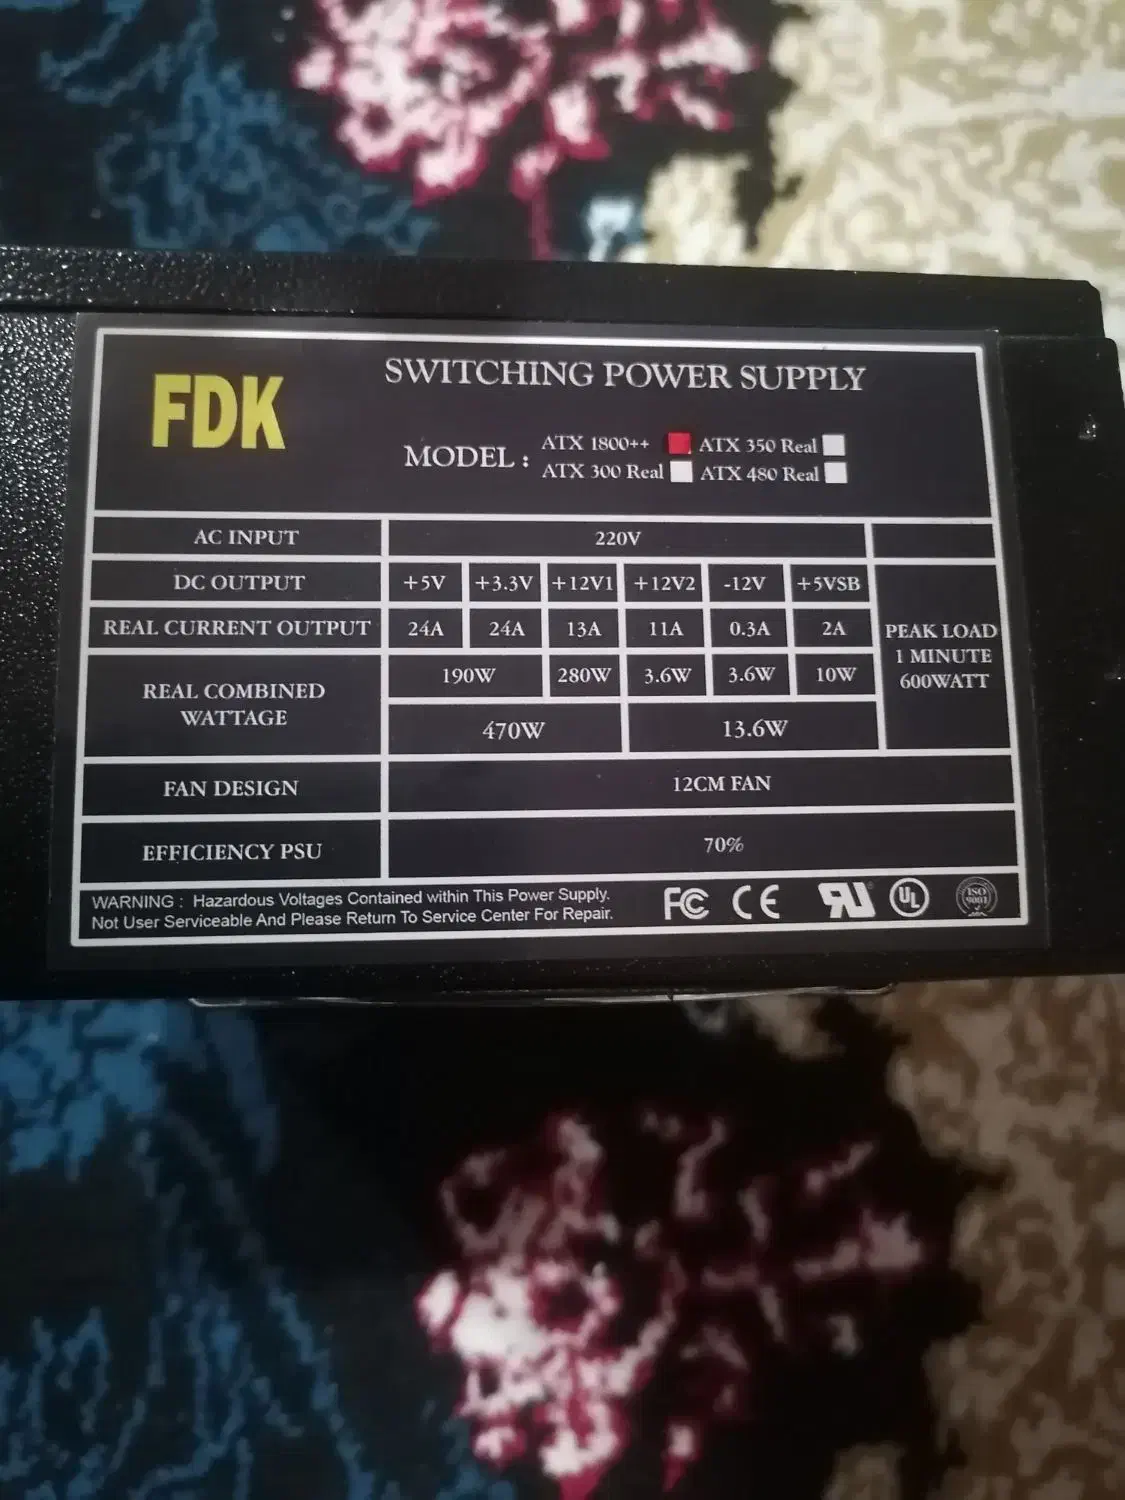 FDK
SWITCHING POWER SUPPLY
MODEL : ATX 1800++ ATX 350 Real
ATX 300 Real ATX 480 Real
AC INPUT 220V
DC OUTPUT +5V +3.3V +12V1 +12V2 -12V +5VSB
REAL CURRENT OUTPUT 24A 24A 13A 11A 0.3A 2A
PEAK LOAD
1 MINUTE
600WATT
REAL COMBINED
WATTAGE
190W 280W 3.6W 3.6W 10W
470W 13.6W
FAN DESIGN 12CM FAN
EFFICIENCY PSU 70%
WARNING : Hazardous Voltages Contained within This Power Supply.
Not User Serviceable And Please Return To Service Center For Repair.
FC CE RU UL ISO 9001